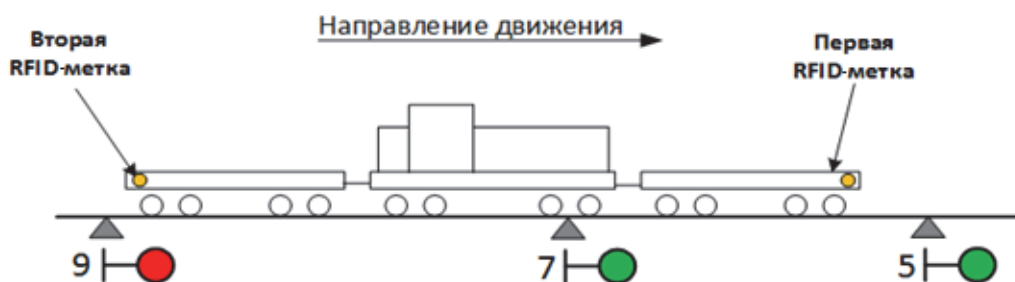 Направление движения
Вторая
RFID-метка
Первая
RFID-метка
9
7
5